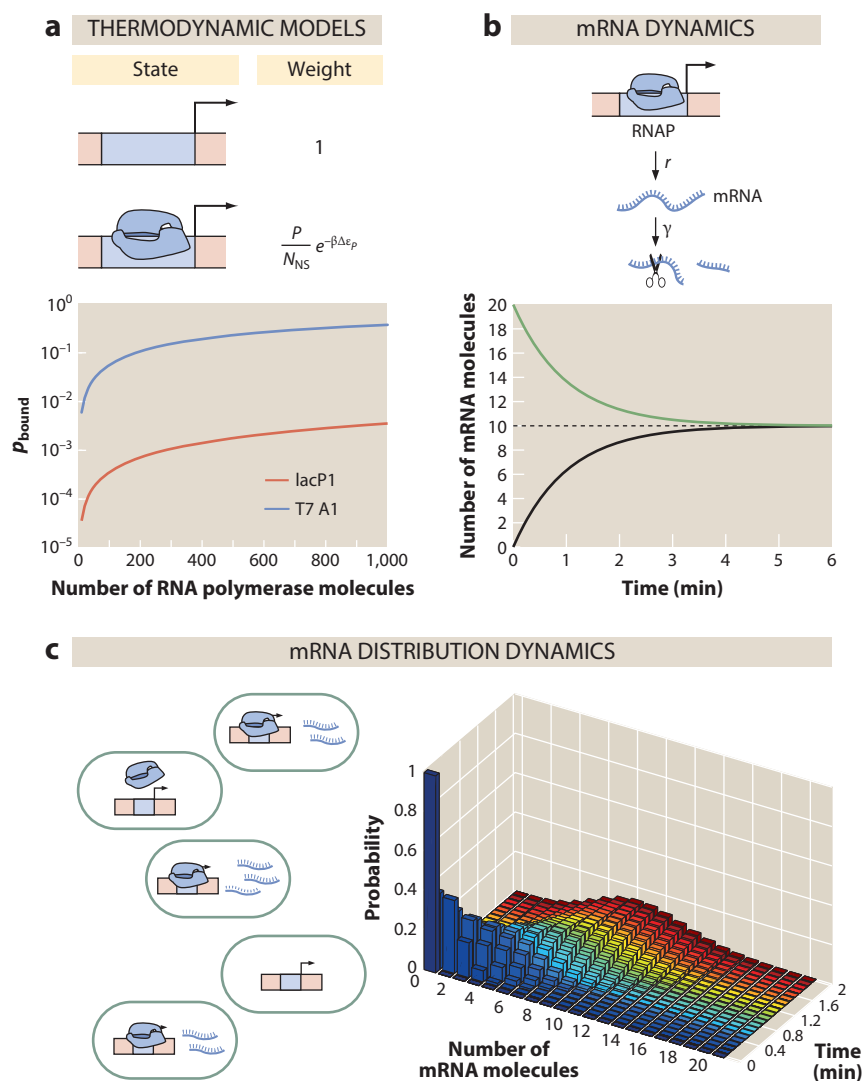 a THERMODYNAMIC MODELS
State Weight
1
P/N_NS e^−βΔε_P
10^0
10^−1
10^−2
10^−3
10^−4
10^−5
p_bound
lacP1
T7 A1
0 200 400 600 800 1,000
Number of RNA polymerase molecules
b mRNA DYNAMICS
RNAP
r
mRNA
γ
20
18
16
14
12
10
8
6
4
2
0
Number of mRNA molecules
0 1 2 3 4 5 6
Time (min)
c mRNA DISTRIBUTION DYNAMICS
1
0.8
0.6
0.4
0.2
0
Probability
0 2 4 6 8 10 12 14 16 18 20
Number of
mRNA molecules
0 0.4 0.8 1.2 1.6 2
Time
(min)